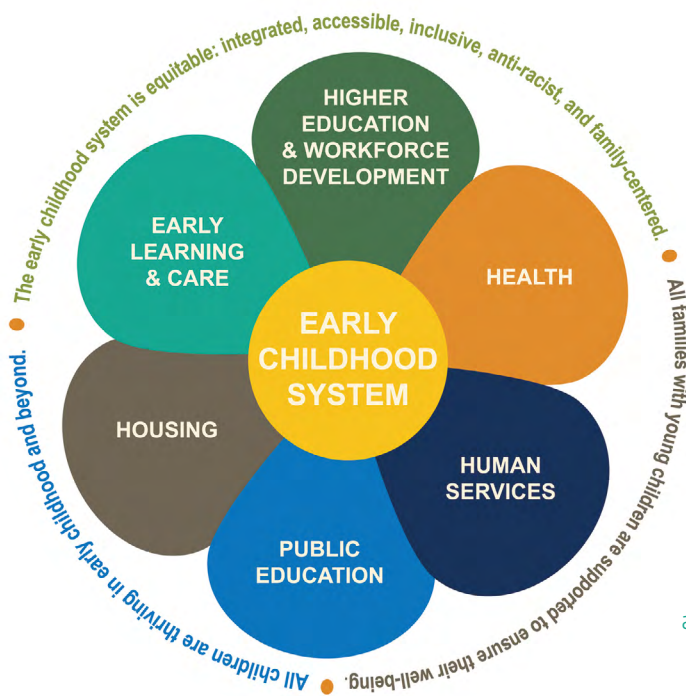 The early childhood system is equitable: integrated, accessible, inclusive, anti-racist, and family-centered.
All families with young children are supported to ensure their well-being.
All children are thriving in early childhood and beyond.
HIGHER
EDUCATION
& WORKFORCE
DEVELOPMENT
HEALTH
HUMAN
SERVICES
PUBLIC
EDUCATION
HOUSING
EARLY
LEARNING
& CARE
EARLY
CHILDHOOD
SYSTEM